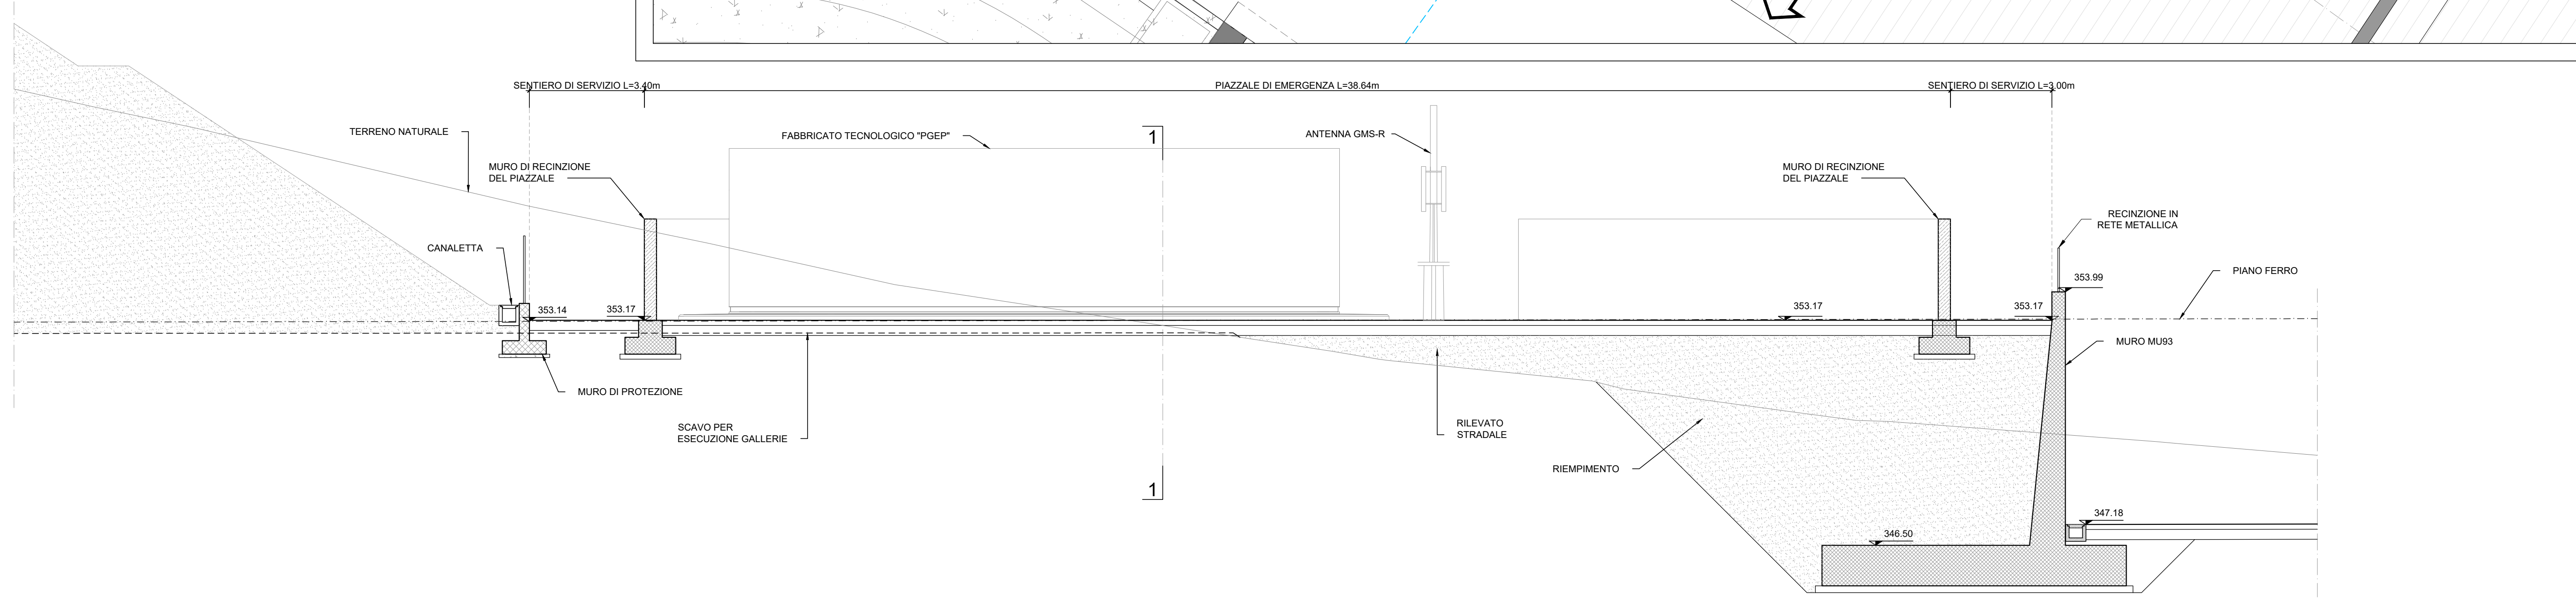 SENTIERO DI SERVIZIO L=3.40m
PIAZZALE DI EMERGENZA L=38.64m
SENTIERO DI SERVIZIO L=3.00m
TERRENO NATURALE
FABBRICATO TECNOLOGICO "PGEP"
1
ANTENNA GMS-R
MURO DI RECINZIONE
DEL PIAZZALE
MURO DI RECINZIONE
DEL PIAZZALE
RECINZIONE IN
RETE METALLICA
CANALETTA
PIANO FERRO
353.99
353.14
353.17
353.17
353.17
MURO MU93
MURO DI PROTEZIONE
SCAVO PER
ESECUZIONE GALLERIE
RILEVATO
STRADALE
RIEMPIMENTO
1
347.18
346.50